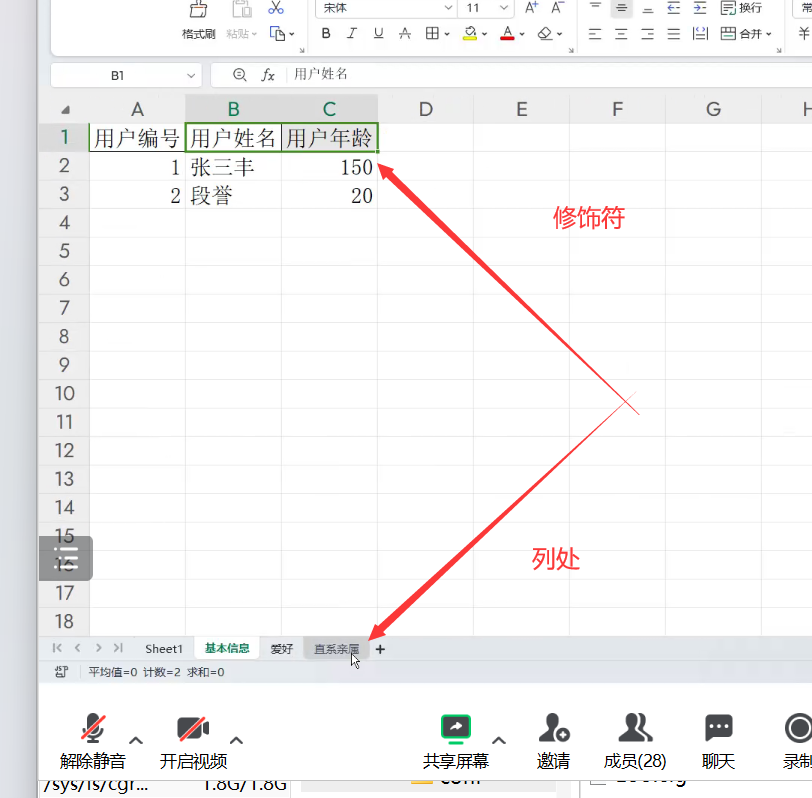 宋体 11 A+ A- 换行 常
格式刷 粘贴 B I U A A 合并 ¥
B1 fx 用户姓名
A B C D E F G H
1 用户编号 用户姓名 用户年龄
2 1 张三丰 150
3 2 段誉 20
修饰符
4
5
6
7
8
9
10
11
12
13
14
15
列处
16
17
18
Sheet1 基本信息 爱好 直系亲属 +
平均值=0 计数=2 求和=0
解除静音 开启视频 共享屏幕 邀请 成员(28) 聊天 录制
/sys/fs/cgr... 1.8G/1.8G